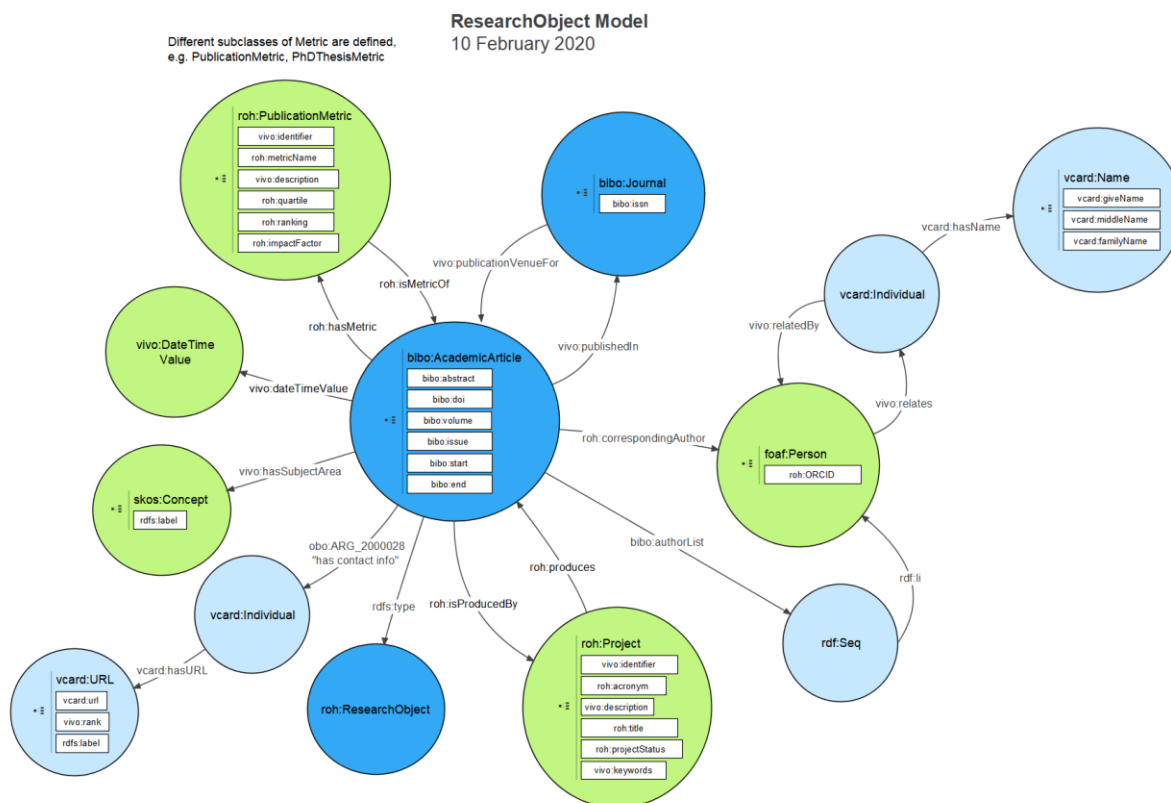 ResearchObject Model
10 February 2020
Different subclasses of Metric are defined,
e.g. PublicationMetric, PhDThesisMetric
roh:PublicationMetric
vivo:identifier
roh:metricName
vivo:description
roh:quartile
roh:ranking
roh:impactFactor
bibo:Journal
bibo:issn
vcard:Name
vcard:giveName
vcard:middleName
vcard:familyName
vcard:hasName
vivo:publicationVenueFor
roh:isMetricOf
vcard:Individual
roh:hasMetric
vivo:relatedBy
vivo:DateTime
Value
vivo:publishedIn
bibo:AcademicArticle
bibo:abstract
bibo:doi
bibo:volume
bibo:issue
bibo:start
bibo:end
vivo:dateTimeValue
vivo:relates
roh:correspondingAuthor
foaf:Person
roh:ORCID
vivo:hasSubjectArea
skos:Concept
rdfs:label
obo:ARG_2000028
"has contact info"
bibo:authorList
roh:produces
rdf:li
rdfs:type
roh:isProducedBy
vcard:Individual
rdf:Seq
vcard:hasURL
vcard:URL
vcard:url
vivo:rank
rdfs:label
roh:ResearchObject
roh:Project
vivo:identifier
roh:acronym
vivo:description
roh:title
roh:projectStatus
vivo:keywords